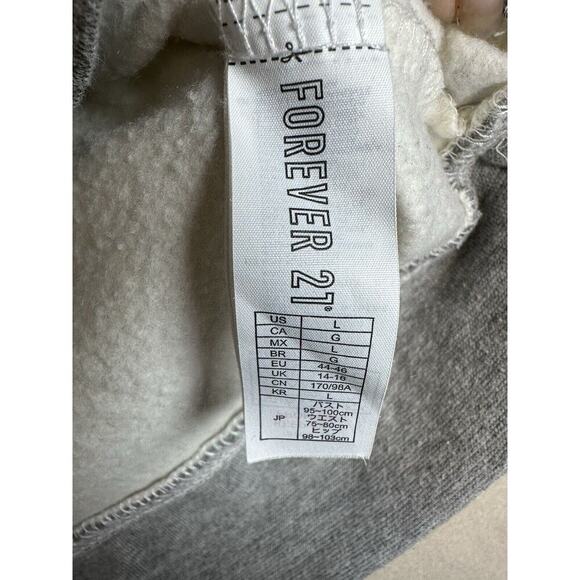 FOREVER 21®
US L
CA G
MX L
BR G
EU 44-46
UK 14-16
CN 170/98A
KR L
JP バスト
95~100cm
ウエスト
75~80cm
ヒップ
98~103cm